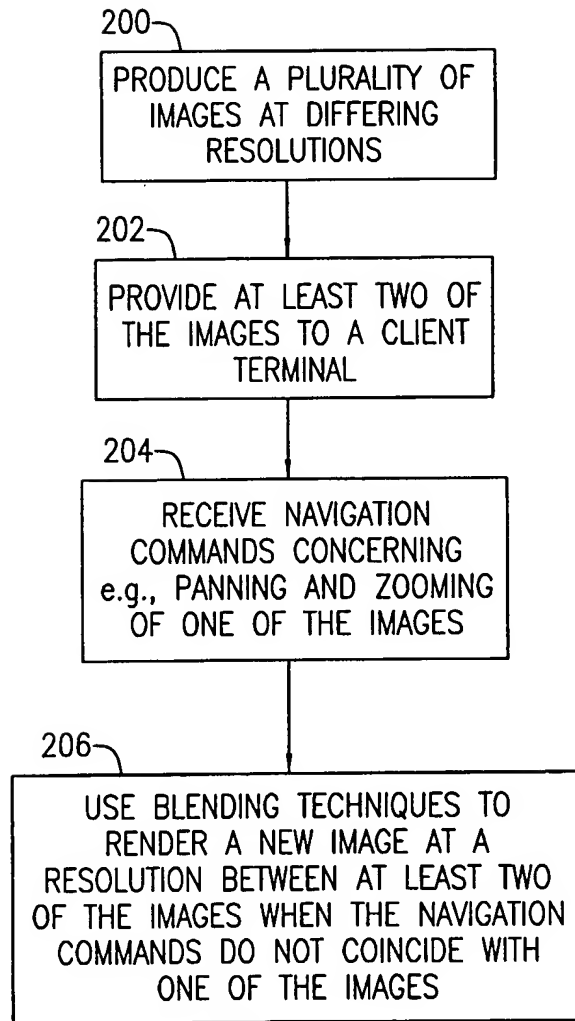 200
PRODUCE A PLURALITY OF
IMAGES AT DIFFERING
RESOLUTIONS
202
PROVIDE AT LEAST TWO OF
THE IMAGES TO A CLIENT
TERMINAL
204
RECEIVE NAVIGATION
COMMANDS CONCERNING
e.g., PANNING AND ZOOMING
OF ONE OF THE IMAGES
206
USE BLENDING TECHNIQUES TO
RENDER A NEW IMAGE AT A
RESOLUTION BETWEEN AT LEAST TWO
OF THE IMAGES WHEN THE NAVIGATION
COMMANDS DO NOT COINCIDE WITH
ONE OF THE IMAGES